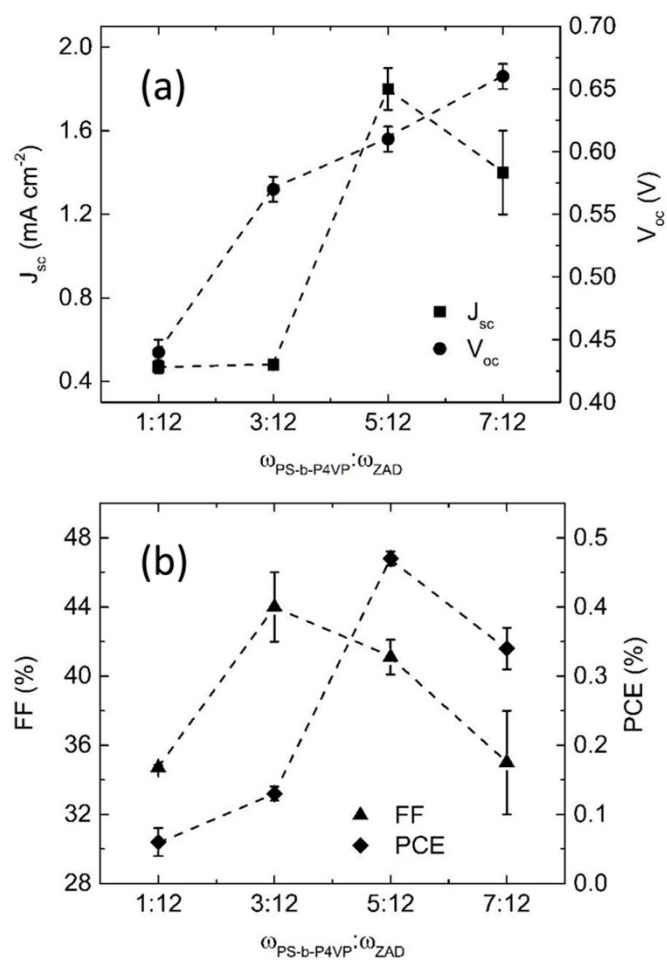 (a)
2.0
1.6
1.2
0.8
0.4
J_sc (mA cm⁻²)
0.70
0.65
0.60
0.55
0.50
0.45
0.40
V_oc (V)
J_sc
V_oc
1:12 3:12 5:12 7:12
ω_PS-b-P4VP:ω_ZAD
(b)
48
44
40
36
32
28
FF (%)
0.5
0.4
0.3
0.2
0.1
0.0
PCE (%)
FF
PCE
1:12 3:12 5:12 7:12
ω_PS-b-P4VP:ω_ZAD